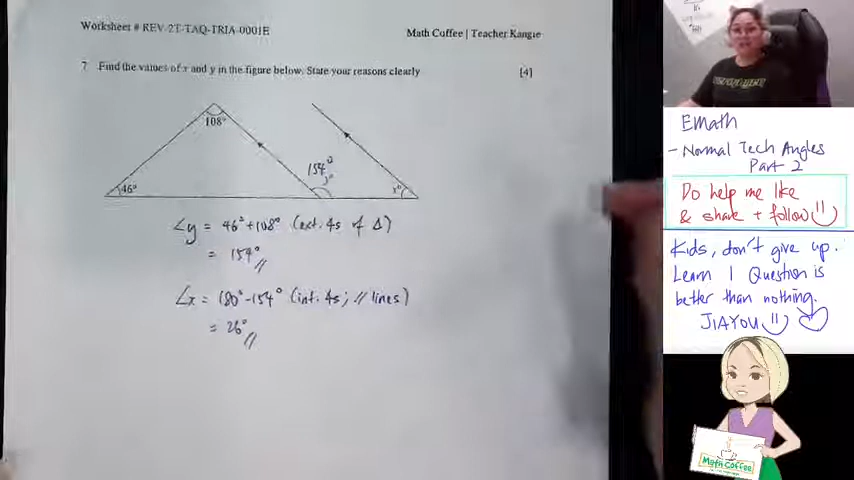 Worksheet # REV-2T-TAQ-TRIA-0001E
Math Coffee | Teacher Kangie
7 Find the values of x and y in the figure below. State your reasons clearly
[4]
108°
154°
y°
46°
x°
∠y = 46° + 108° (ext. ∠s of Δ)
= 154°//
∠x = 180° - 154° (int. ∠s; // lines)
= 26°//
EMath
- Normal Tech Angles
Part 2
Do help me like
& share + follow
Kids, don't give up.
Learn 1 Question is
better than nothing.
JIAYOU
Math Coffee